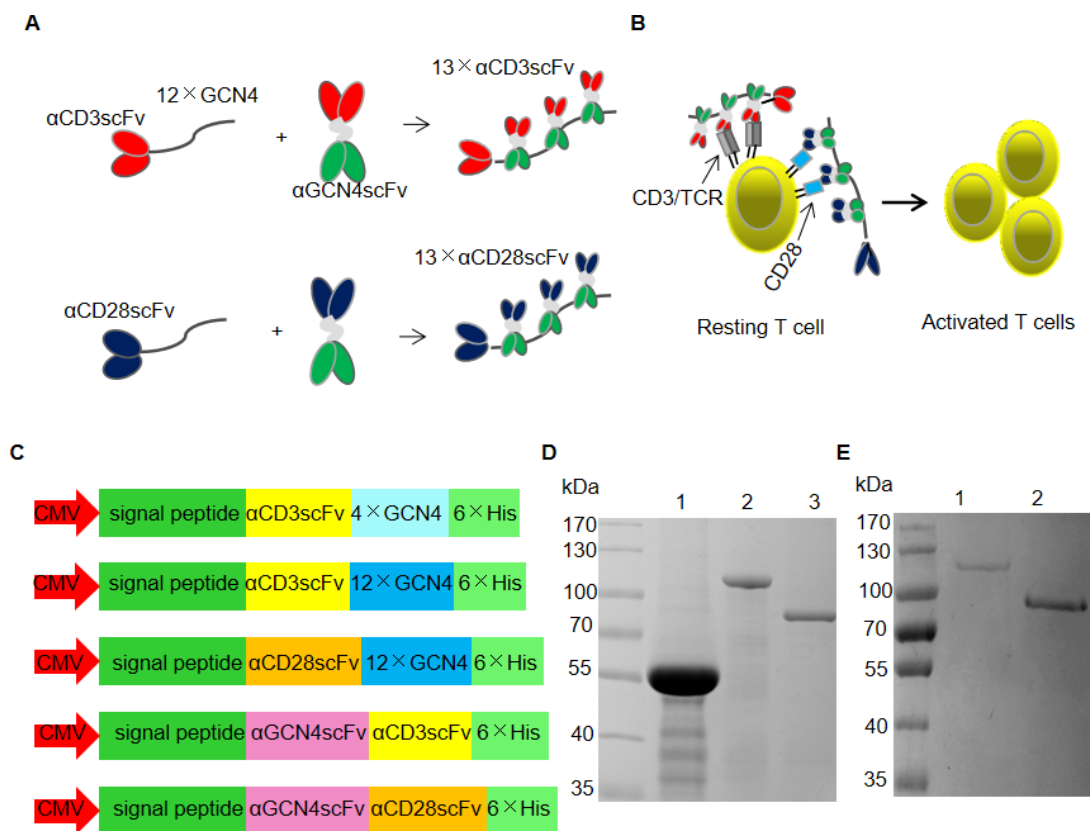 A
12×GCN4
αCD3scFv
+
αGCN4scFv
13×αCD3scFv
αCD28scFv
+
13×αCD28scFv
B
CD3/TCR
CD28
Resting T cell
Activated T cells
C
CMV signal peptide αCD3scFv 4×GCN4 6×His
CMV signal peptide αCD3scFv 12×GCN4 6×His
CMV signal peptide αCD28scFv 12×GCN4 6×His
CMV signal peptide αGCN4scFv αCD3scFv 6×His
CMV signal peptide αGCN4scFv αCD28scFv 6×His
D
kDa 1 2 3
170
130
100
70
55
40
35
E
kDa 1 2
170
130
100
70
55
40
35